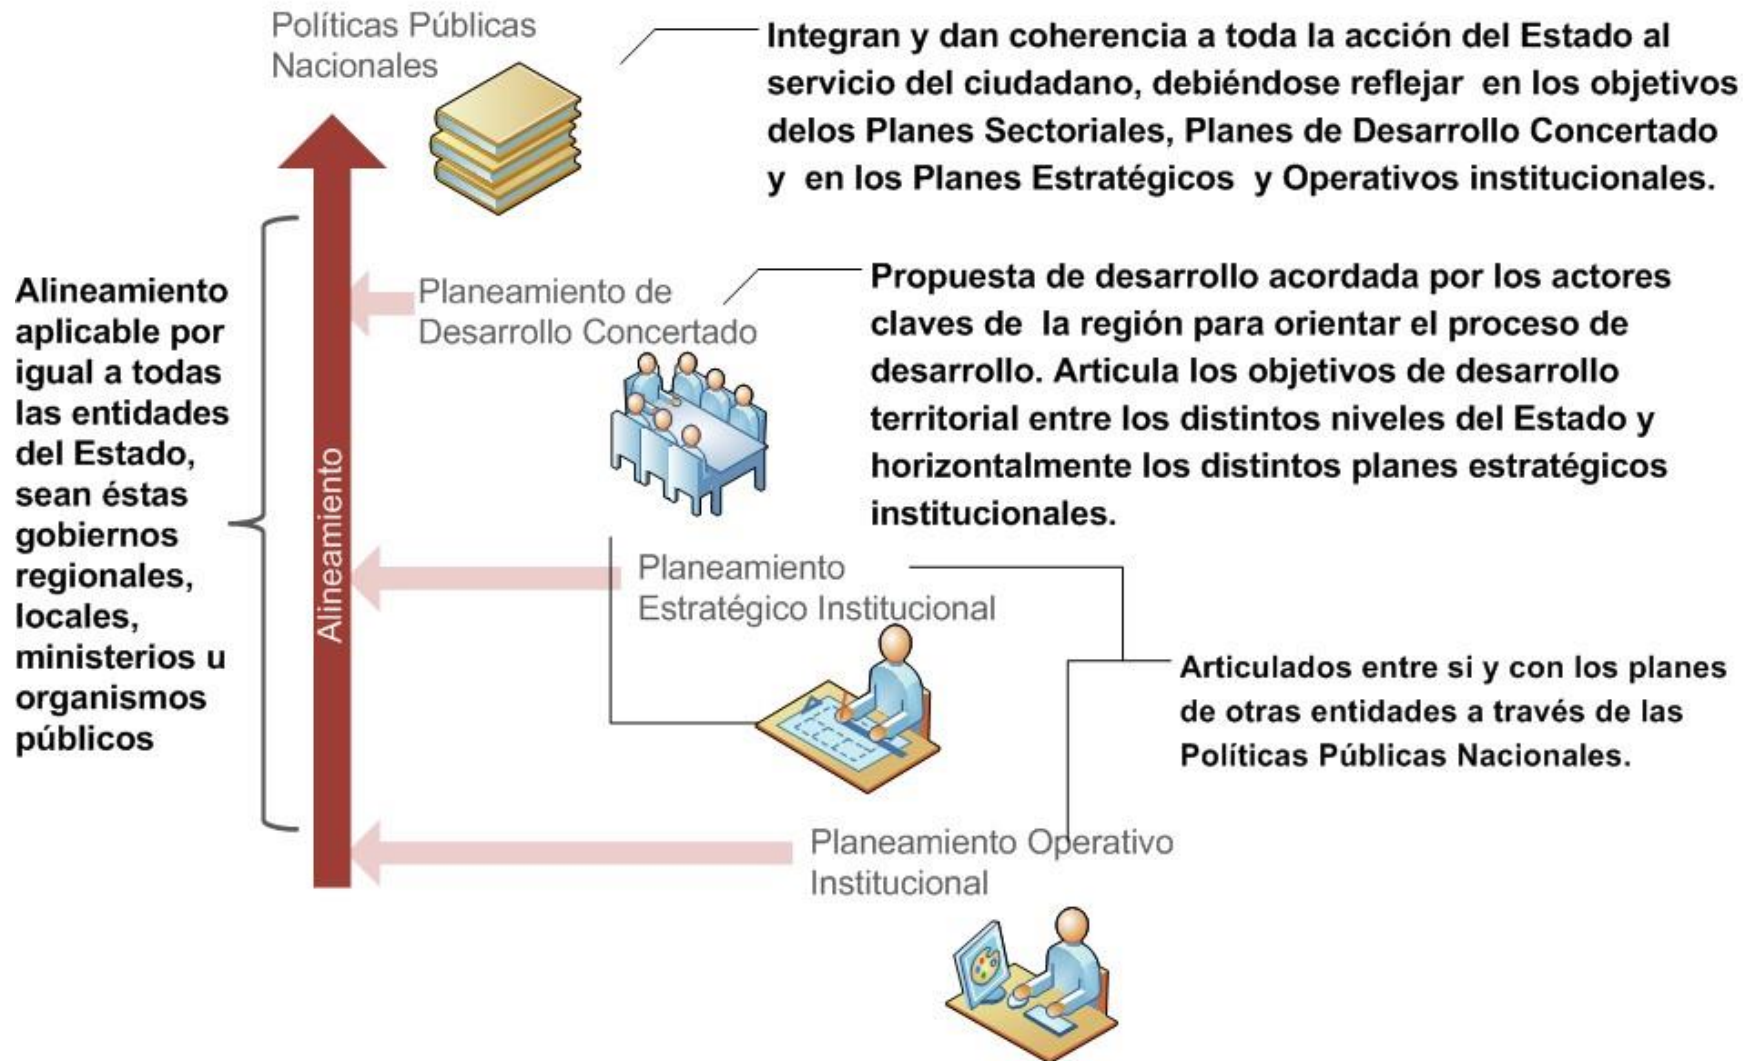 Políticas Públicas
Nacionales
Integran y dan coherencia a toda la acción del Estado al
servicio del ciudadano, debiéndose reflejar en los objetivos
delos Planes Sectoriales, Planes de Desarrollo Concertado
y en los Planes Estratégicos y Operativos institucionales.
Alineamiento
aplicable por
igual a todas
las entidades
del Estado,
sean éstas
gobiernos
regionales,
locales,
ministerios u
organismos
públicos
Alineamiento
Planeamiento de
Desarrollo Concertado
Propuesta de desarrollo acordada por los actores
claves de la región para orientar el proceso de
desarrollo. Articula los objetivos de desarrollo
territorial entre los distintos niveles del Estado y
horizontalmente los distintos planes estratégicos
institucionales.
Planeamiento
Estratégico Institucional
Articulados entre si y con los planes
de otras entidades a través de las
Políticas Públicas Nacionales.
Planeamiento Operativo
Institucional